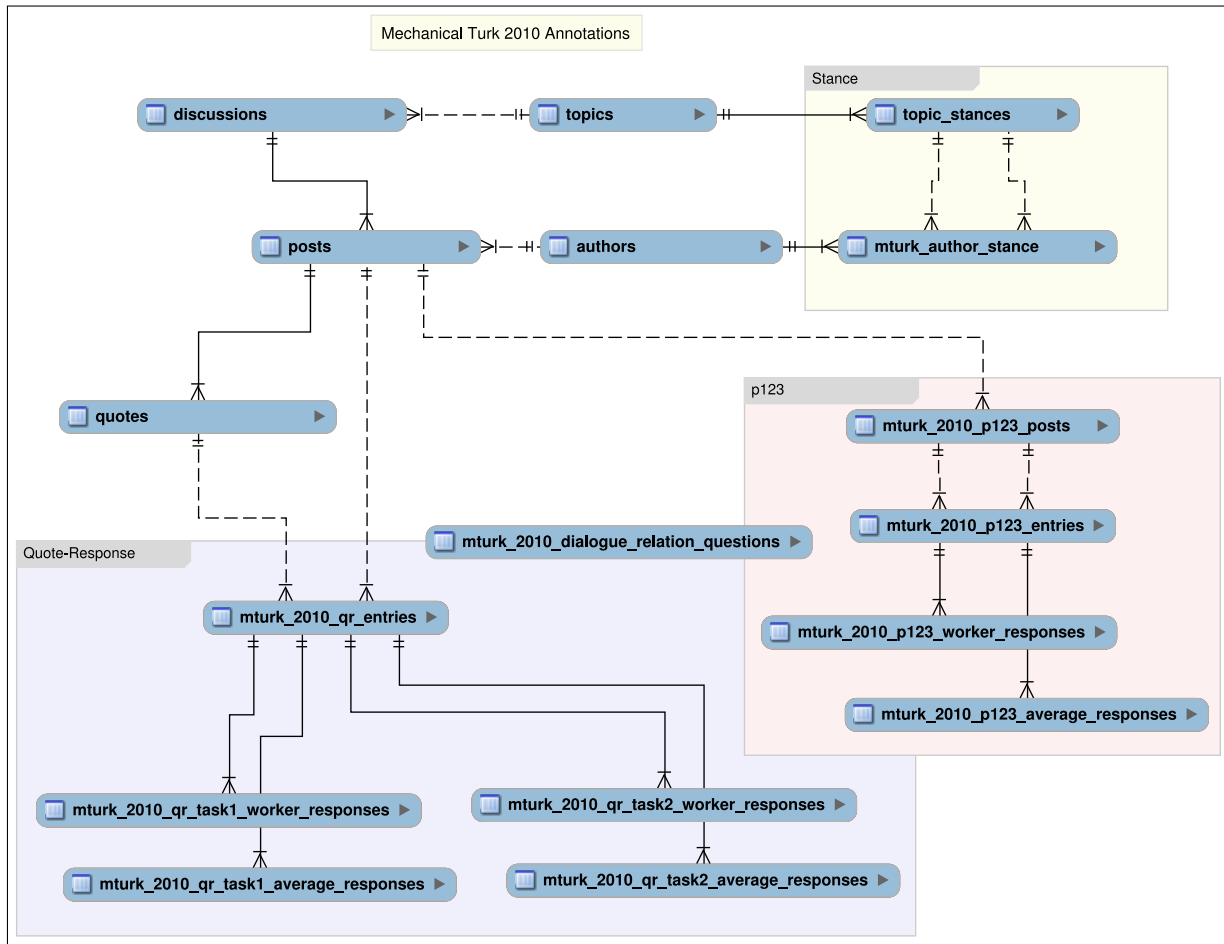 Mechanical Turk 2010 Annotations
Stance
discussions
topics
topic_stances
posts
authors
mturk_author_stance
p123
quotes
mturk_2010_p123_posts
mturk_2010_p123_entries
mturk_2010_dialogue_relation_questions
Quote-Response
mturk_2010_qr_entries
mturk_2010_p123_worker_responses
mturk_2010_p123_average_responses
mturk_2010_qr_task1_worker_responses
mturk_2010_qr_task2_worker_responses
mturk_2010_qr_task1_average_responses
mturk_2010_qr_task2_average_responses